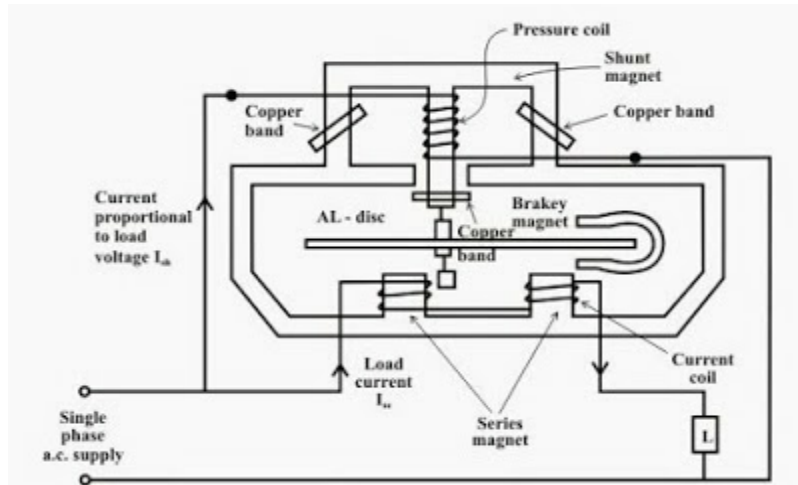 Pressure coil
Shunt
magnet
Copper
band
Copper band
Current
proportional
to load
voltage Ish
AL - disc
Brakey
magnet
Copper
band
Load
current
Current
coil
Series
magnet
Single
phase
a.c. supply
L